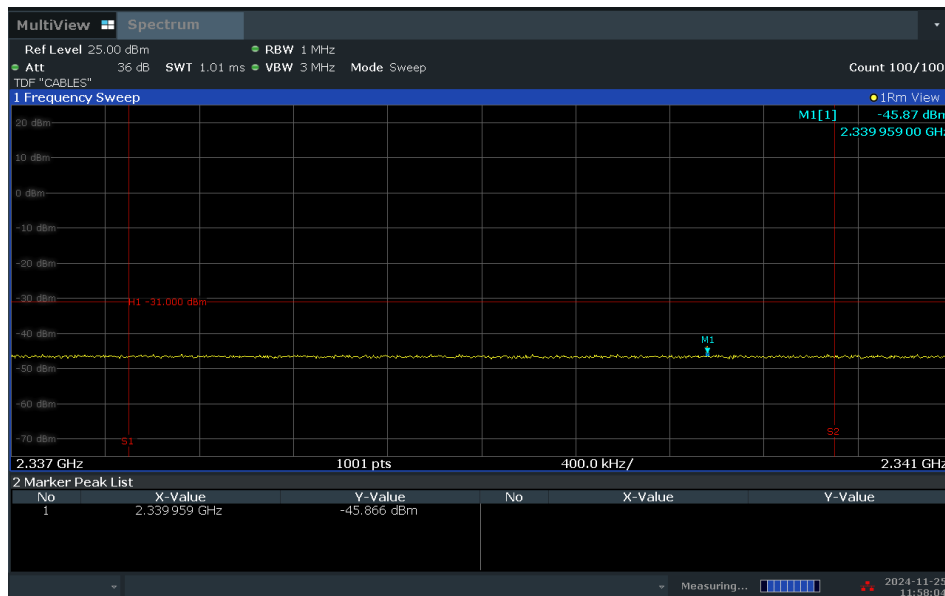 MultiView Spectrum
Ref Level 25.00 dBm RBW 1 MHz
Att 36 dB SWT 1.01 ms VBW 3 MHz Mode Sweep Count 100/100
TDF "CABLES"
1 Frequency Sweep 1Rm View
M1[1] -45.87 dBm
2.339 959 00 GHz
20 dBm
10 dBm
0 dBm
-10 dBm
-20 dBm
-30 dBm
H1 -31.000 dBm
-40 dBm
M1
-50 dBm
-60 dBm
-70 dBm
S1
S2
2.337 GHz 1001 pts 400.0 kHz/ 2.341 GHz
2 Marker Peak List
No X-Value Y-Value No X-Value Y-Value
1 2.339 959 GHz -45.866 dBm
Measuring... 2024-11-25
11:58:04